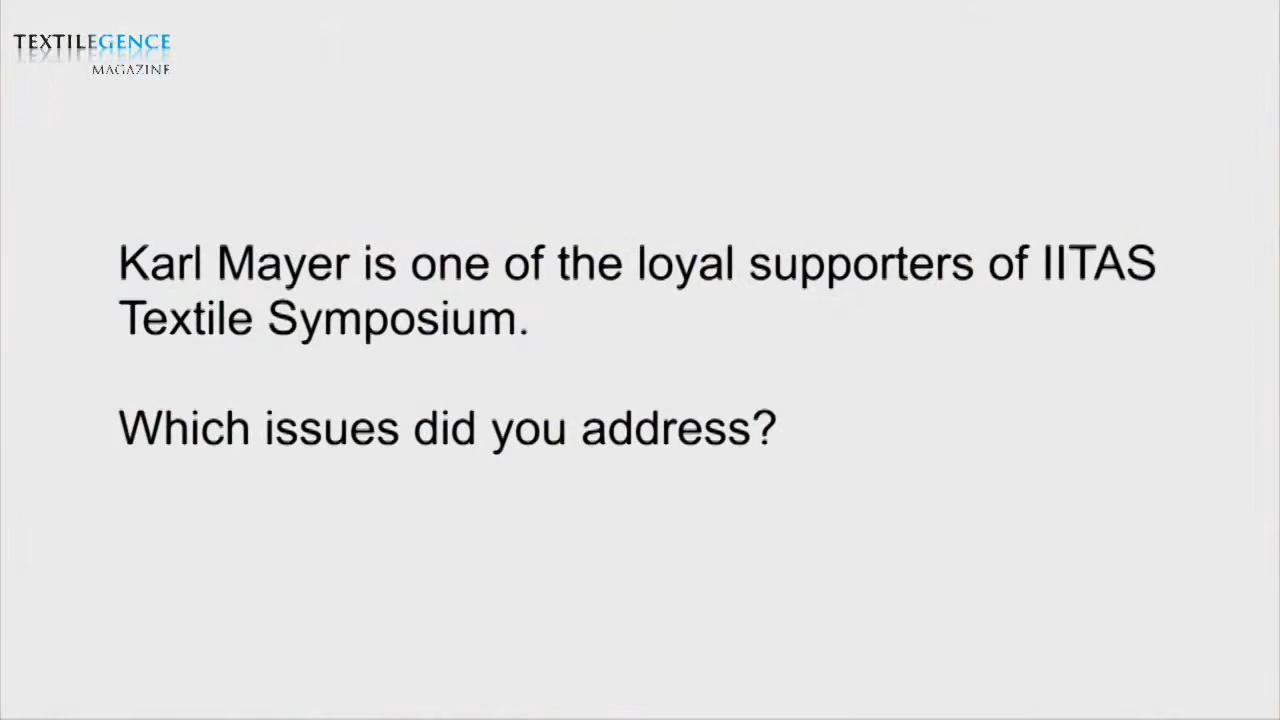 TEXTILEGENCE
MAGAZINE
Karl Mayer is one of the loyal supporters of IITAS
Textile Symposium.
Which issues did you address?